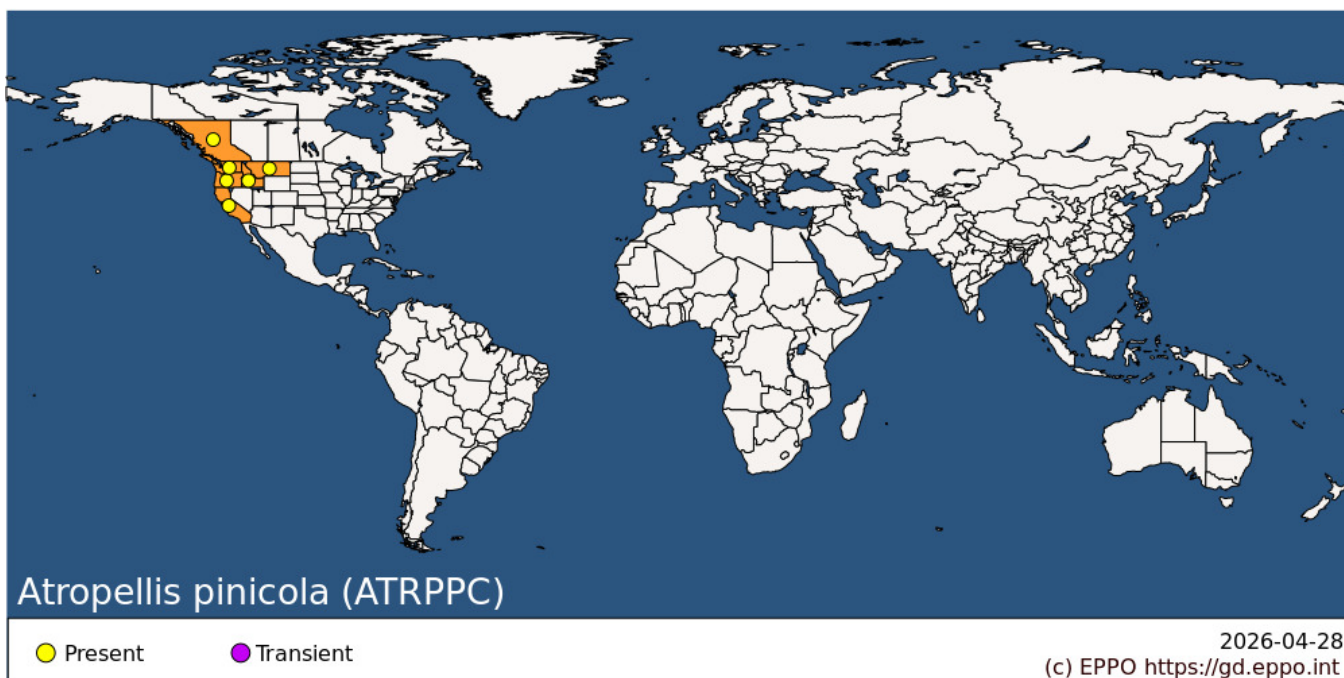 Atropellis pinicola (ATRPPC)
Present
Transient
2026-04-28
(c) EPPO https://gd.eppo.int